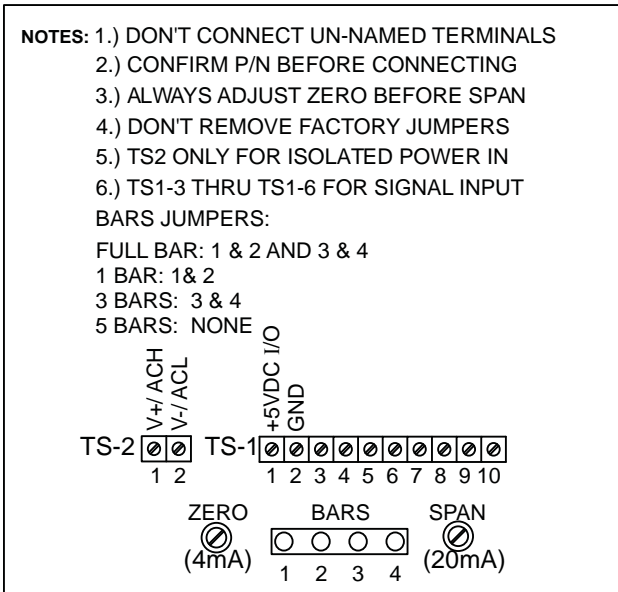 NOTES: 1.) DON'T CONNECT UN-NAMED TERMINALS
2.) CONFIRM P/N BEFORE CONNECTING
3.) ALWAYS ADJUST ZERO BEFORE SPAN
4.) DON'T REMOVE FACTORY JUMPERS
5.) TS2 ONLY FOR ISOLATED POWER IN
6.) TS1-3 THRU TS1-6 FOR SIGNAL INPUT
BARS JUMPERS:
FULL BAR: 1 & 2 AND 3 & 4
1 BAR: 1& 2
3 BARS: 3 & 4
5 BARS: NONE
V+/ ACH
V-/ ACL
+5VDC I/O
GND
TS-2
1 2
TS-1
1 2 3 4 5 6 7 8 9 10
ZERO
(4mA)
BARS
1 2 3 4
SPAN
(20mA)